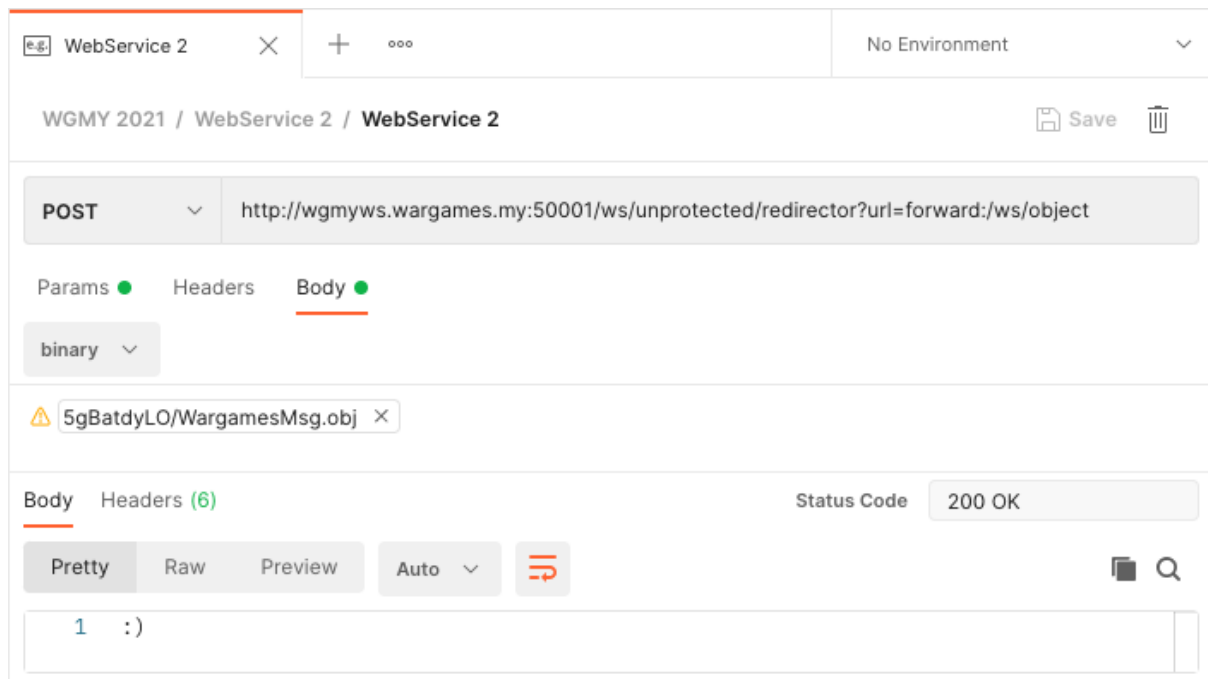 e.g. WebService 2 No Environment
WGMY 2021 / WebService 2 / WebService 2 Save
POST http://wgmyws.wargames.my:50001/ws/unprotected/redirector?url=forward:/ws/object
Params Headers Body
binary
5gBatdyLO/WargamesMsg.obj
Body Headers (6) Status Code 200 OK
Pretty Raw Preview Auto
1 :)